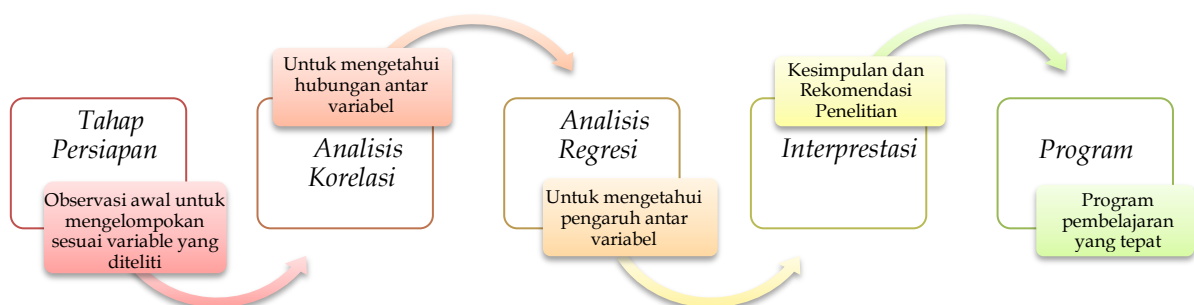 Tahap
Persiapan
Observasi awal untuk
mengelompokan
sesuai variable yang
diteliti
Untuk mengetahui
hubungan antar
variabel
Analisis
Korelasi
Analisis
Regresi
Untuk mengetahui
pengaruh antar
variabel
Kesimpulan dan
Rekomendasi
Penelitian
Interprestasi
Program
Program
pembelajaran
yang tepat